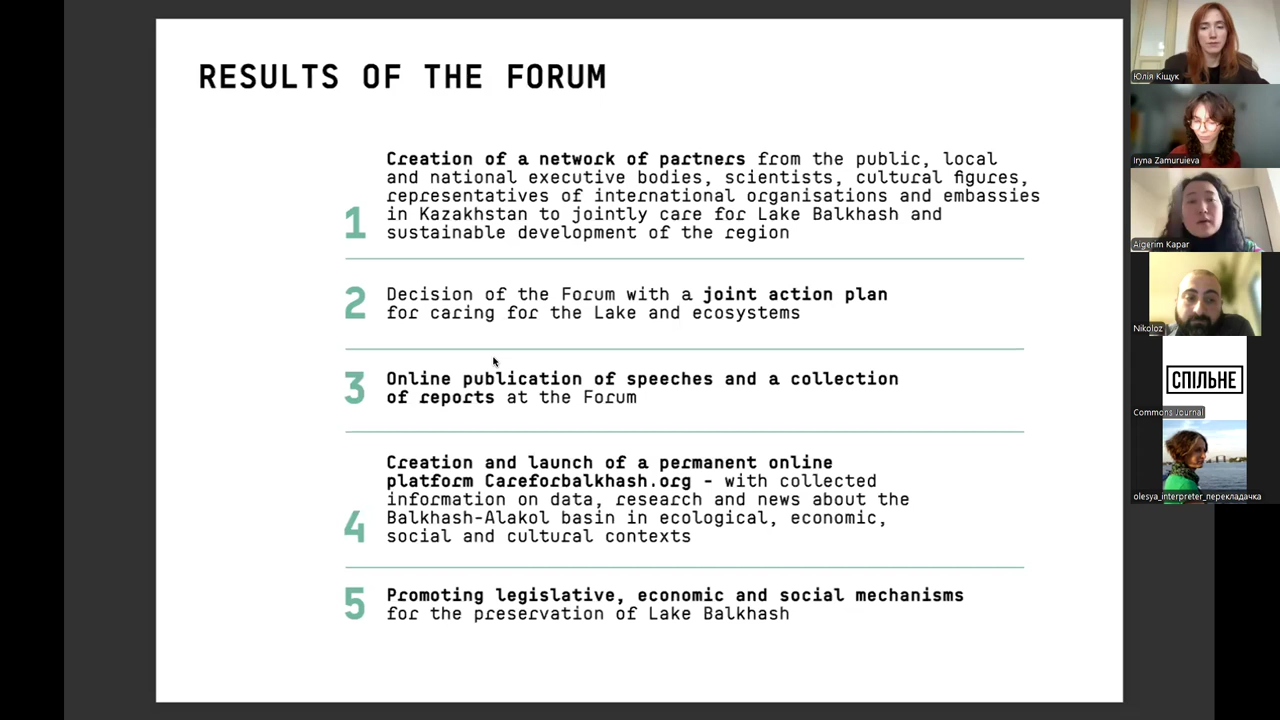 RESULTS OF THE FORUM
1
Creation of a network of partners from the public, local
and national executive bodies, scientists, cultural figures,
representatives of international organisations and embassies
in Kazakhstan to jointly care for Lake Balkhash and
sustainable development of the region
2
Decision of the Forum with a joint action plan
for caring for the Lake and ecosystems
3
Online publication of speeches and a collection
of reports at the Forum
4
Creation and launch of a permanent online
platform Careforbalkhash.org - with collected
information on data, research and news about the
Balkhash-Alakol basin in ecological, economic,
social and cultural contexts
5
Promoting legislative, economic and social mechanisms
for the preservation of Lake Balkhash
Юлія Кіщук
Iryna Zamuruieva
Aigerim Kapar
Nikoloz
СПІЛЬНЕ
Commons Journal
olesya_interpreter_перекладачка